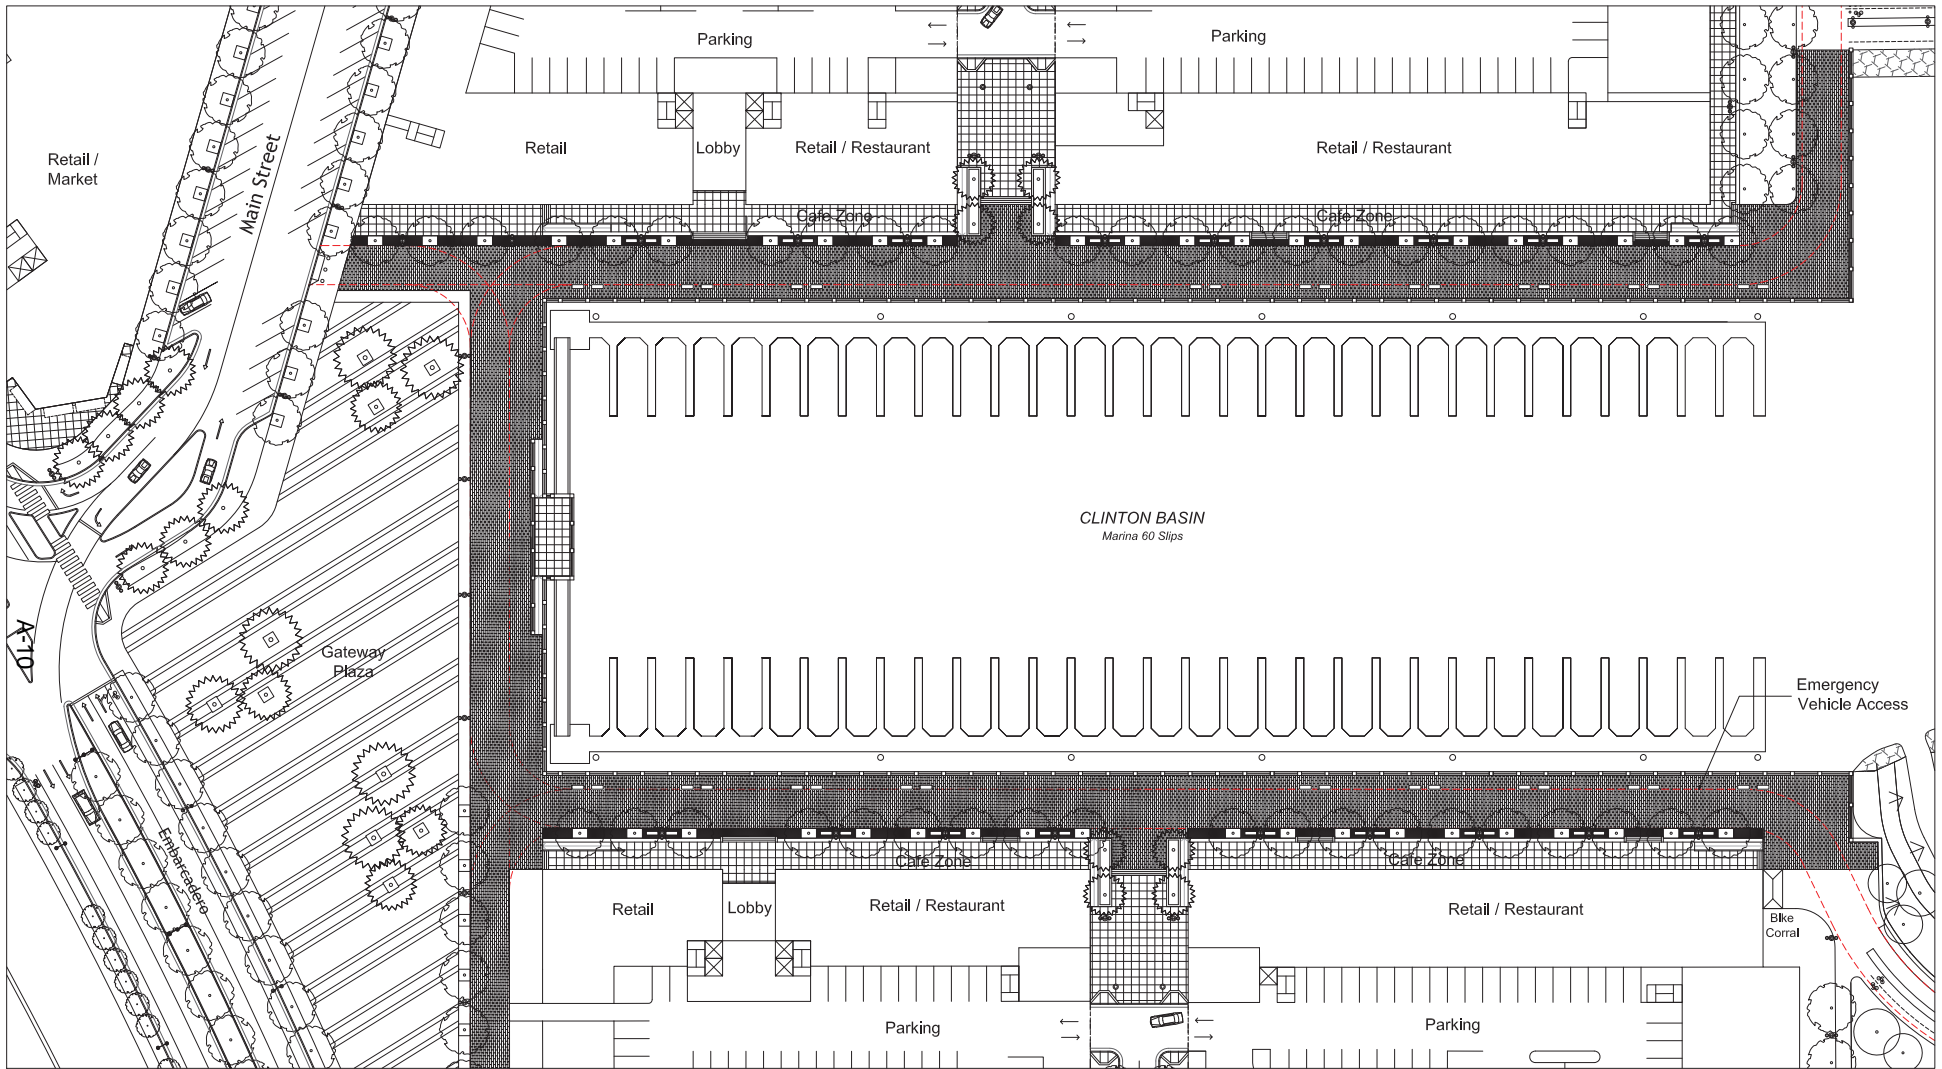 Parking
Parking
Retail /
Market
Main Street
Retail
Lobby
Retail / Restaurant
Retail / Restaurant
Cafe Zone
Cafe Zone
CLINTON BASIN
Marina 60 Slips
A-10
Gateway
Plaza
Emergency
Vehicle Access
Embarcadero
Cafe Zone
Cafe Zone
Retail
Lobby
Retail / Restaurant
Retail / Restaurant
Bike
Corral
Parking
Parking